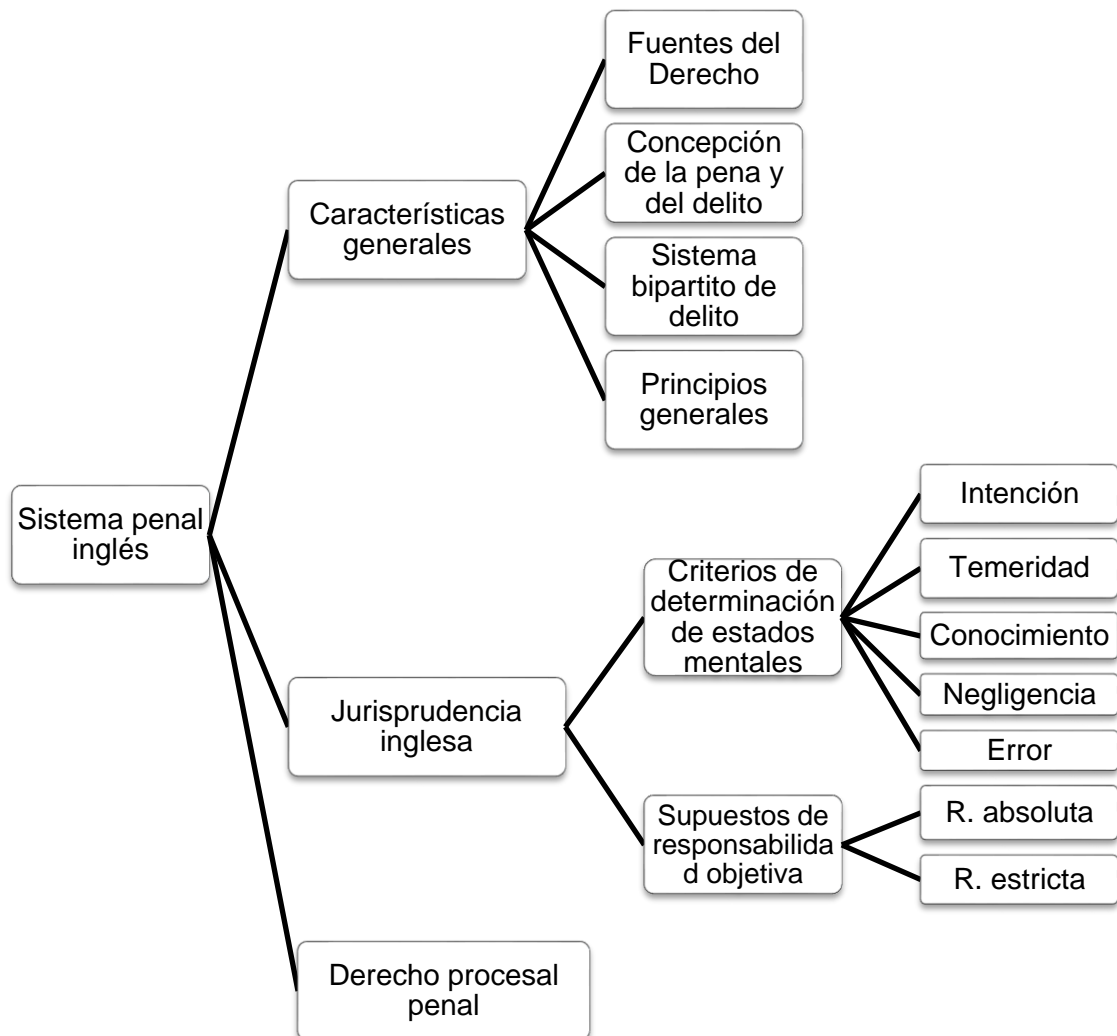 Fuentes del
Derecho
Concepción
de la pena y
del delito
Características
generales
Sistema
bipartito de
delito
Principios
generales
Sistema penal
inglés
Intención
Criterios de
determinación
de estados
mentales
Temeridad
Conocimiento
Negligencia
Error
Jurisprudencia
inglesa
Supuestos de
responsabilida
d objetiva
R. absoluta
R. estricta
Derecho procesal
penal